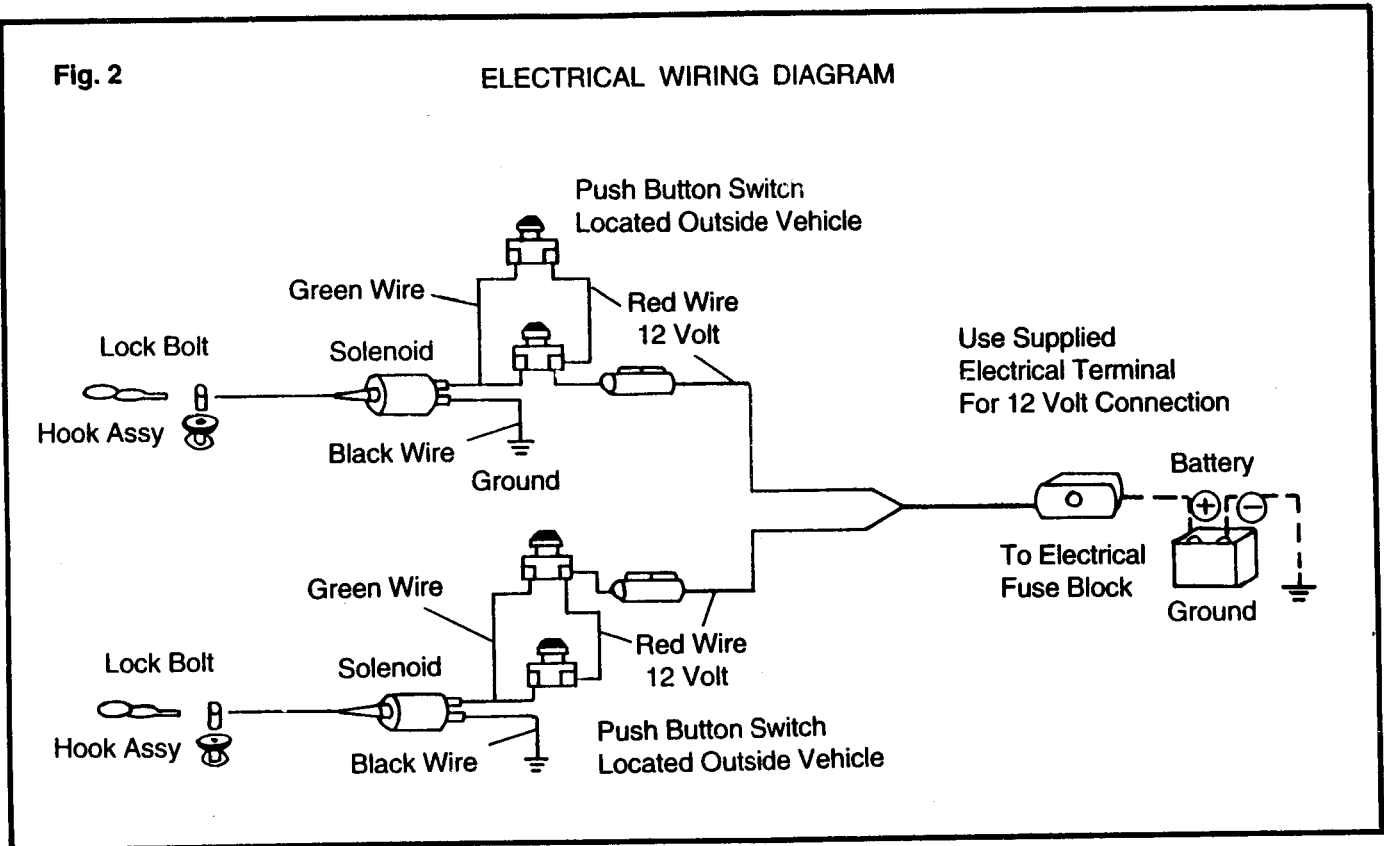 Fig. 2
ELECTRICAL WIRING DIAGRAM
Push Button Switch
Located Outside Vehicle
Green Wire
Red Wire
12 Volt
Lock Bolt
Solenoid
Hook Assy
Black Wire
Ground
Use Supplied
Electrical Terminal
For 12 Volt Connection
Battery
+
−
To Electrical
Fuse Block
Ground
Green Wire
Red Wire
12 Volt
Lock Bolt
Solenoid
Hook Assy
Black Wire
Push Button Switch
Located Outside Vehicle